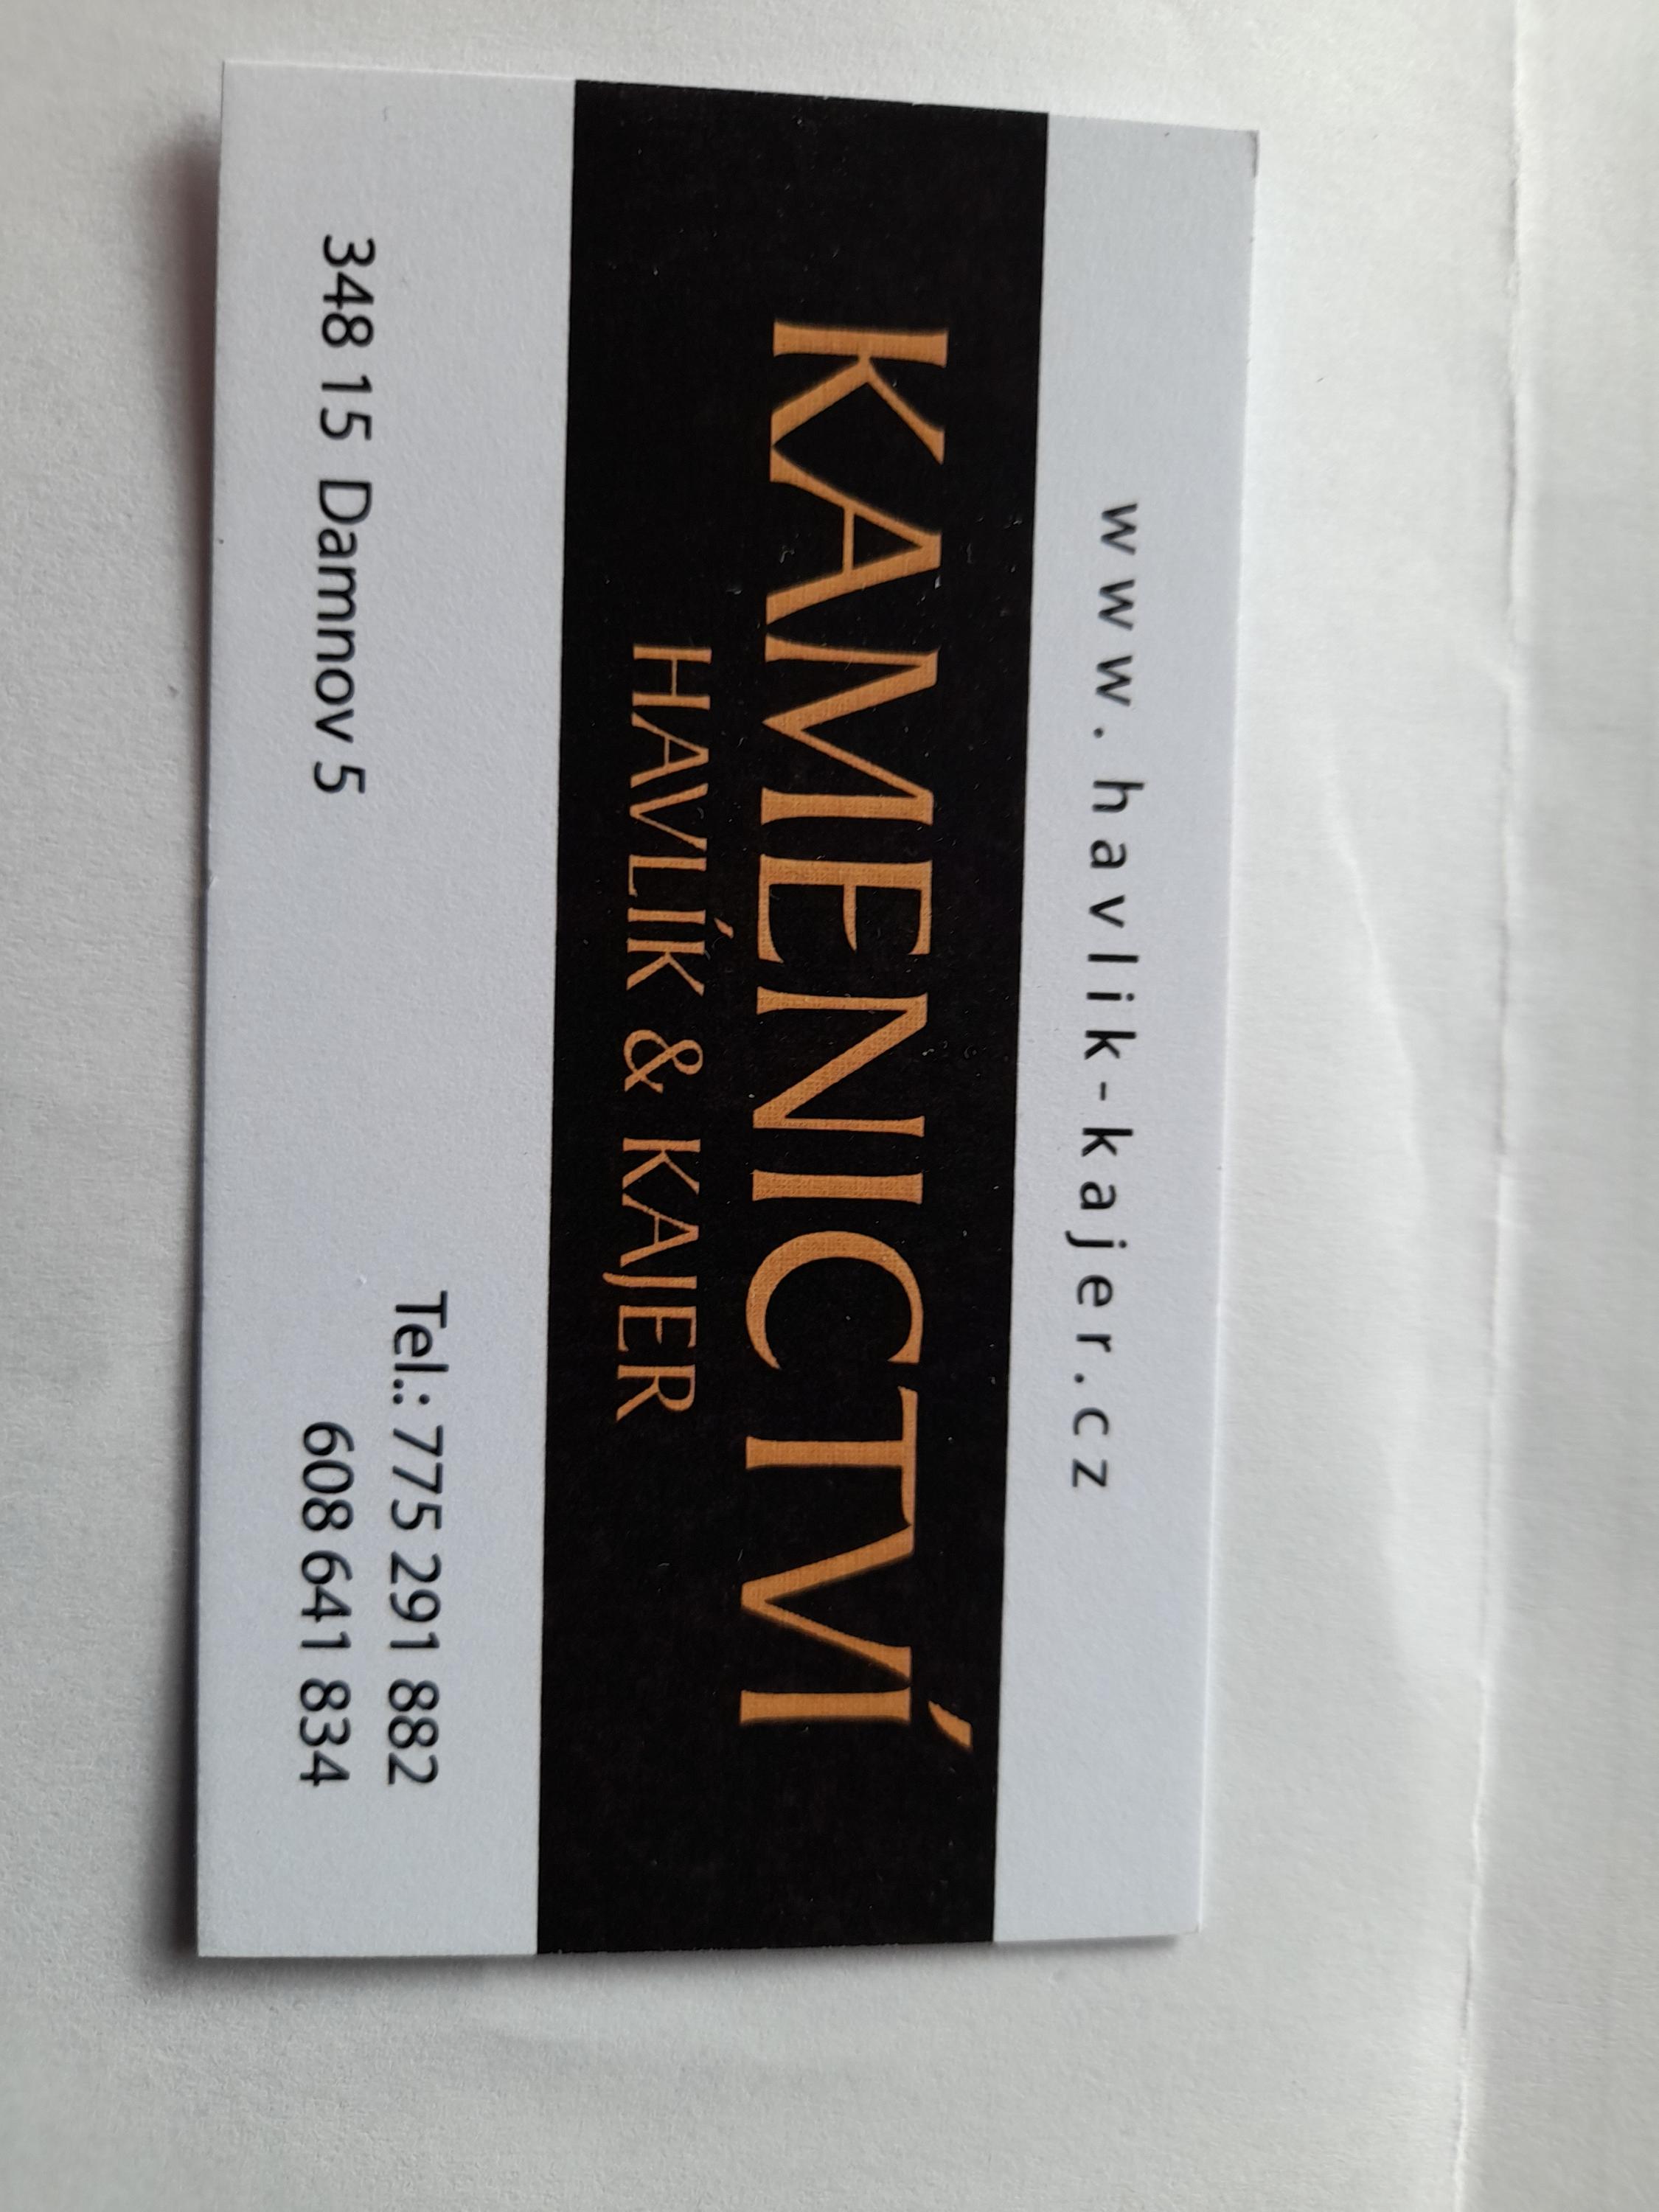 www.havlik-kajer.cz
KAMENICTVÍ
HAVLÍK & KAJER
Tel.: 775 291 882
348 15 Damnov 5
608 641 834